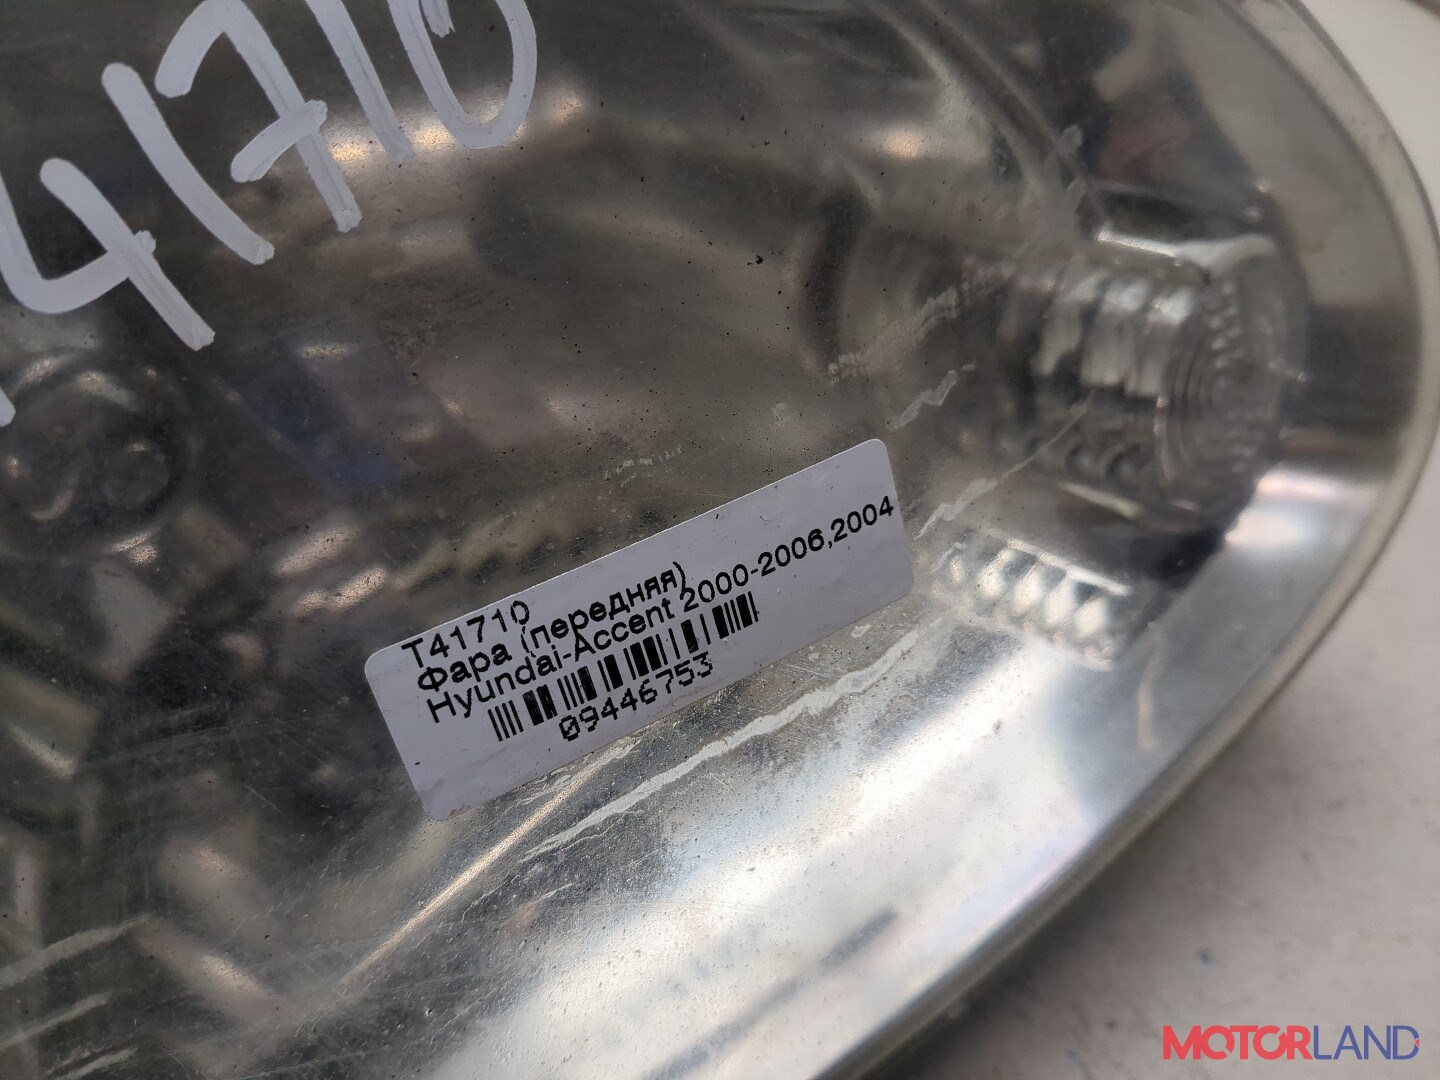 41710
T41710
Фара (передняя)
Hyundai-Accent 2000-2006,2004
09446753
MOTORLAND